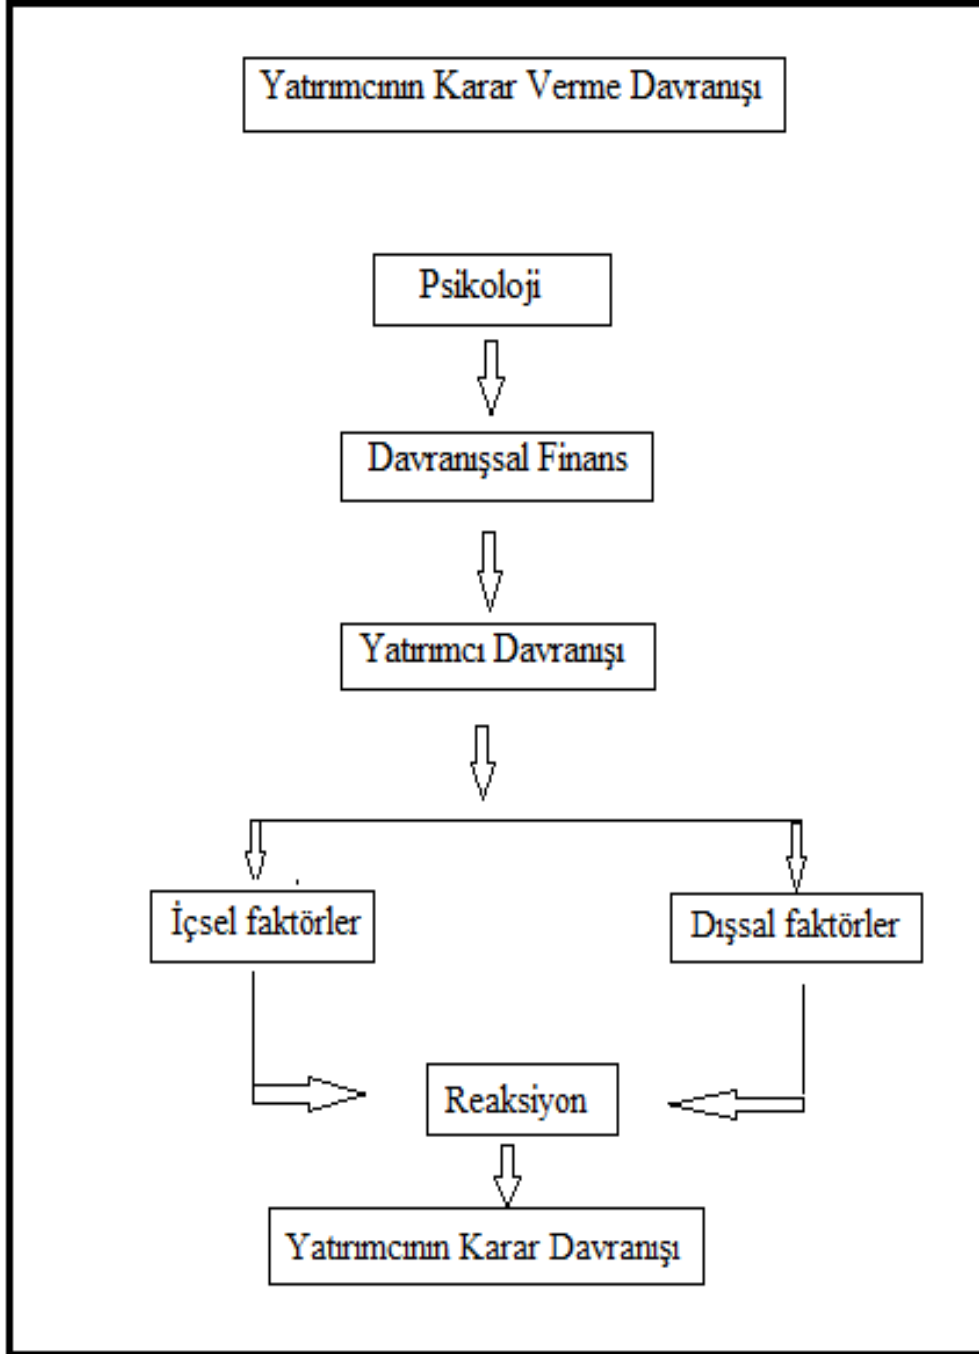 Yatırımcının Karar Verme Davranışı
Psikoloji
Davranışsal Finans
Yatırımcı Davranışı
İçsel faktörler
Dışsal faktörler
Reaksiyon
Yatırımcının Karar Davranışı